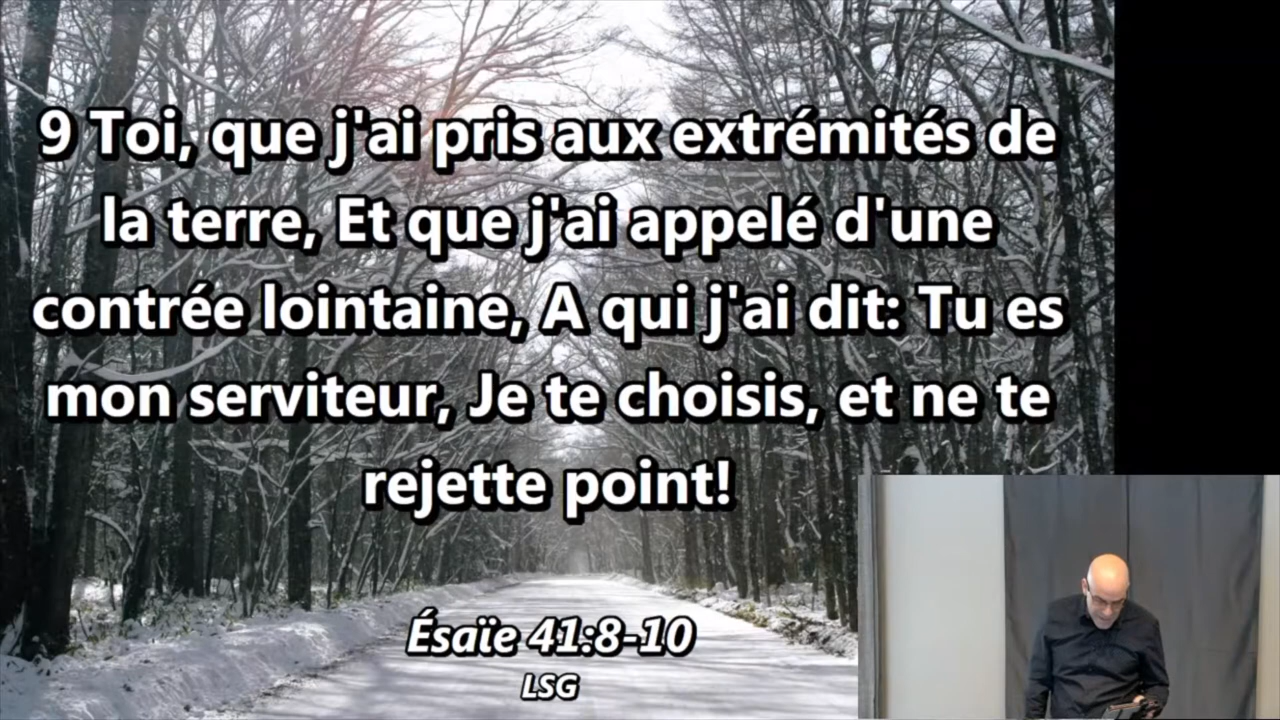 9 Toi, que j'ai pris aux extrémités de
la terre, Et que j'ai appelé d'une
contrée lointaine, A qui j'ai dit: Tu es
mon serviteur, Je te choisis, et ne te
rejette point!
Ésaïe 41:8-10
LSG